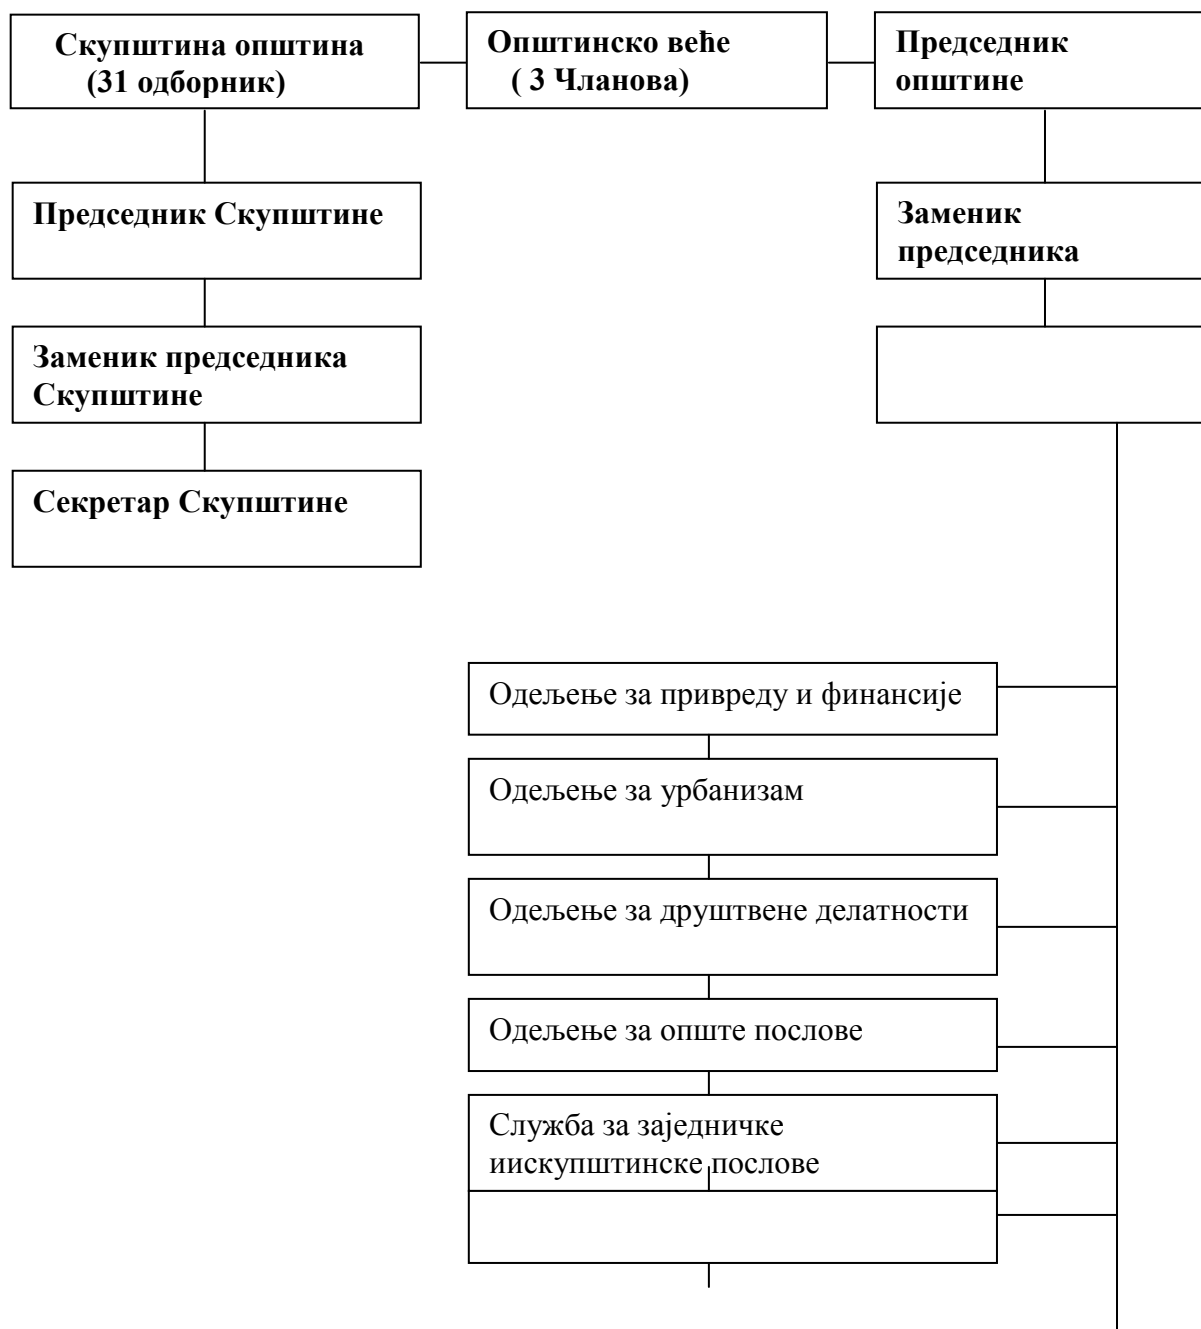 Скупштина општина
(31 одборник)
Општинско веће
( 3 Чланова)
Председник
општине
Председник Скупштине
Заменик
председника
Заменик председника
Скупштине
Секретар Скупштине
Одељење за привреду и финансије
Одељење за урбанизам
Одељење за друштвене делатности
Одељење за опште послове
Служба за заједничке
иискупштинске послове